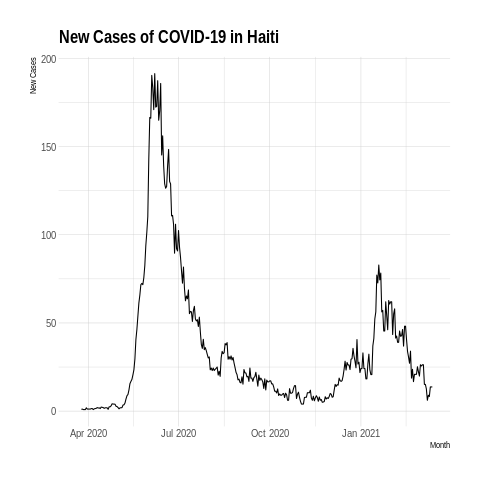 New Cases of COVID-19 in Haiti
New Cases
200
150
100
50
0
Apr 2020
Jul 2020
Oct 2020
Jan 2021
Month